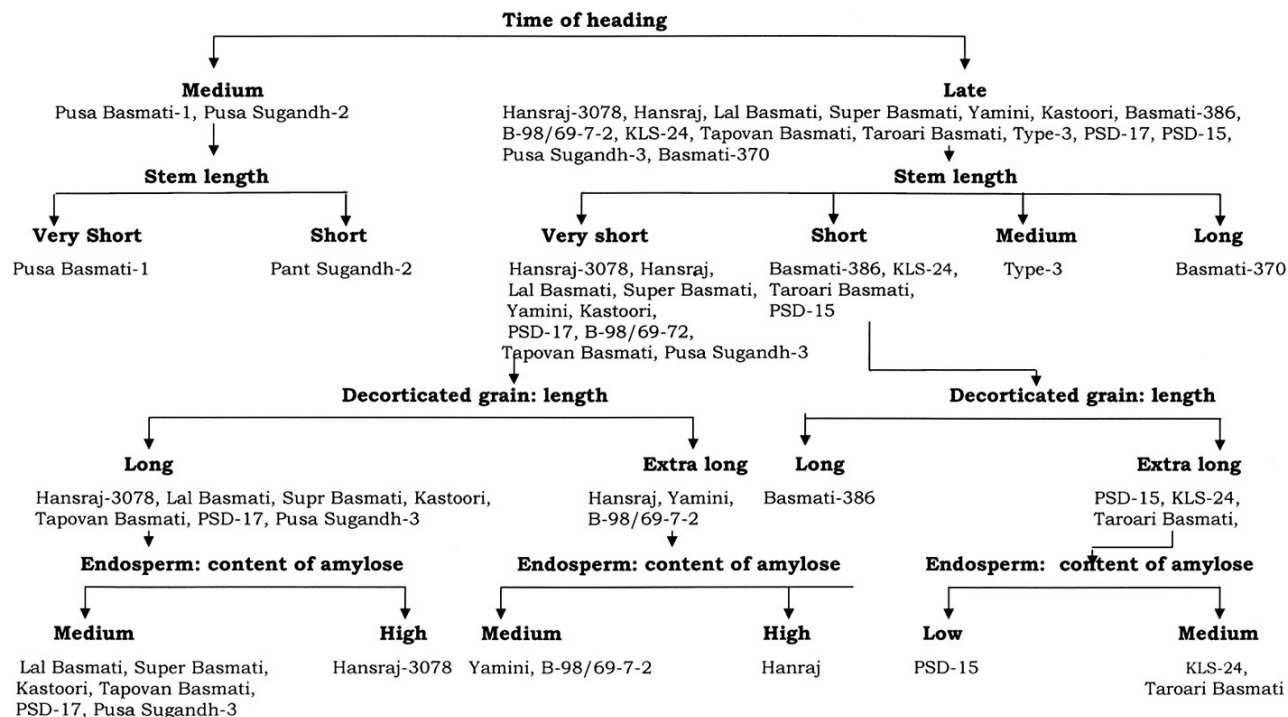 Time of heading
Medium
Pusa Basmati-1, Pusa Sugandh-2
Late
Hansraj-3078, Hansraj, Lal Basmati, Super Basmati, Yamini, Kastoori, Basmati-386,
B-98/69-7-2, KLS-24, Tapovan Basmati, Taroari Basmati, Type-3, PSD-17, PSD-15,
Pusa Sugandh-3, Basmati-370
Stem length
Stem length
Very Short
Pusa Basmati-1
Short
Pant Sugandh-2
Very short
Hansraj-3078, Hansraj,
Lal Basmati, Super Basmati,
Yamini, Kastoori,
PSD-17, B-98/69-72,
Tapovan Basmati, Pusa Sugandh-3
Short
Basmati-386, KLS-24,
Taroari Basmati,
PSD-15
Medium
Type-3
Long
Basmati-370
Decorticated grain: length
Decorticated grain: length
Long
Hansraj-3078, Lal Basmati, Supr Basmati, Kastoori,
Tapovan Basmati, PSD-17, Pusa Sugandh-3
Extra long
Hansraj, Yamini,
B-98/69-7-2
Long
Basmati-386
Extra long
PSD-15, KLS-24,
Taroari Basmati,
Endosperm: content of amylose
Endosperm: content of amylose
Endosperm: content of amylose
Medium
Lal Basmati, Super Basmati,
Kastoori, Tapovan Basmati,
PSD-17, Pusa Sugandh-3
High
Hansraj-3078
Medium
Yamini, B-98/69-7-2
High
Hanraj
Low
PSD-15
Medium
KLS-24,
Taroari Basmati